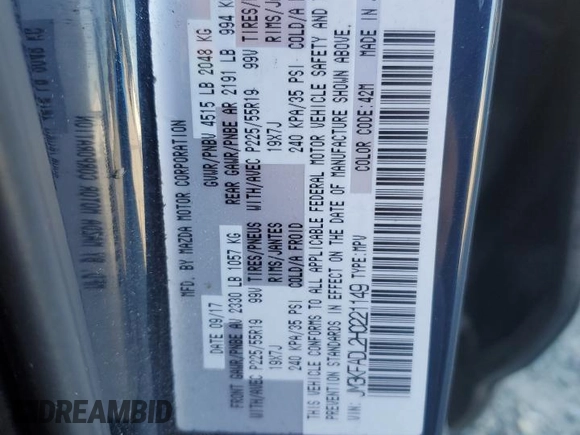 MFD. BY MAZDA MOTOR CORPORATION
DATE 09/17 GVWR/PNBV 4515 LB 2048 KG
FRONT GAWR/PNBE AV 2330 LB 1057 KG REAR GAWR/PNBE AR 2191 LB 994 KG
WITH/AVEC P225/55R19 99V TIRES/PNEUS WITH/AVEC P225/55R19 99V TIRES/
19X7J RIMS/JANTES 19X7J RIMS/
240 KPA/35 PSI COLD/A FROID 240 KPA/35 PSI COLD/A
THIS VEHICLE CONFORMS TO ALL APPLICABLE FEDERAL MOTOR VEHICLE SAFETY AND
PREVENTION STANDARDS IN EFFECT ON THE DATE OF MANUFACTURE SHOWN ABOVE.
VIN: JM3KFADL2H0221149 TYPE: MPV COLOR CODE: 42M MADE IN
IDREAMBID